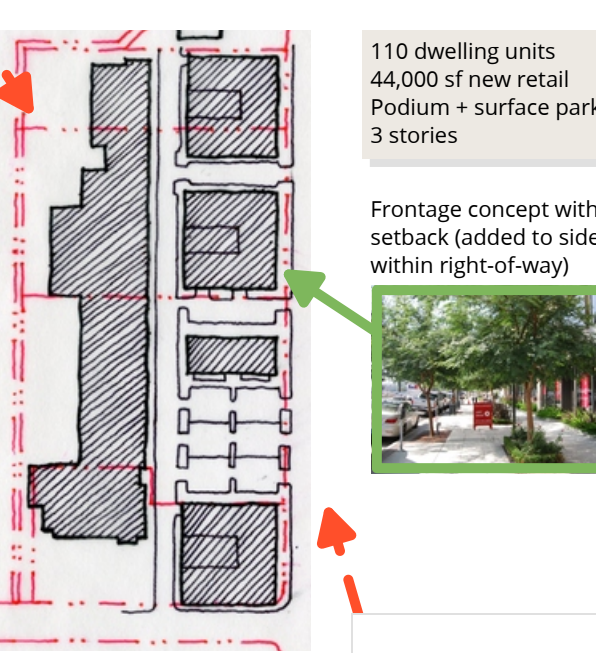 110 dwelling units
44,000 sf new retail
Podium + surface park
3 stories
Frontage concept with
setback (added to side
within right-of-way)